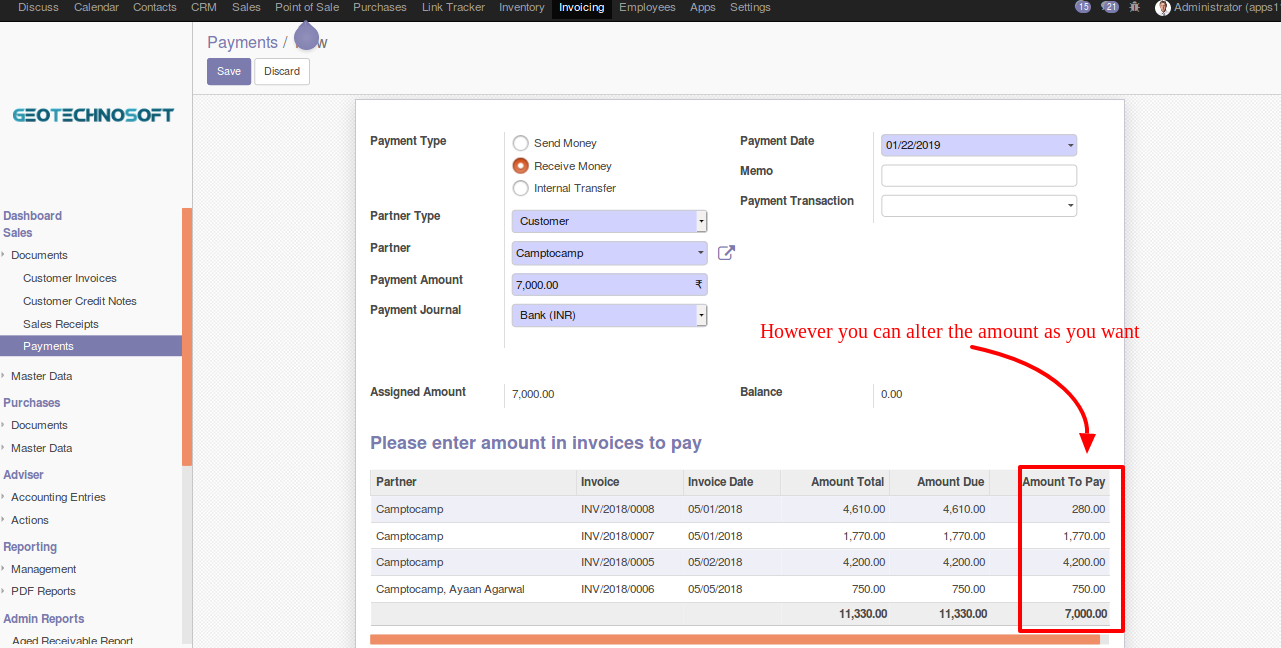 Discuss Calendar Contacts CRM Sales Point of Sale Purchases Link Tracker Inventory Invoicing Employees Apps Settings 15 21 Administrator (apps1
Payments /
Save Discard
GEOTECHNOSOFT
Dashboard
Sales
Documents
Customer Invoices
Customer Credit Notes
Sales Receipts
Payments
Master Data
Purchases
Documents
Master Data
Adviser
Accounting Entries
Actions
Reporting
Management
PDF Reports
Admin Reports
Aged Receivable Report
Payment Type
Send Money
Receive Money
Internal Transfer
Partner Type Customer
Partner Camptocamp
Payment Amount 7,000.00 ₹
Payment Journal Bank (INR)
Payment Date 01/22/2019
Memo
Payment Transaction
However you can alter the amount as you want
Assigned Amount 7,000.00 Balance 0.00
Please enter amount in invoices to pay
Partner Invoice Invoice Date Amount Total Amount Due Amount To Pay
Camptocamp INV/2018/0008 05/01/2018 4,610.00 4,610.00 280.00
Camptocamp INV/2018/0007 05/01/2018 1,770.00 1,770.00 1,770.00
Camptocamp INV/2018/0005 05/02/2018 4,200.00 4,200.00 4,200.00
Camptocamp, Ayaan Agarwal INV/2018/0006 05/05/2018 750.00 750.00 750.00
11,330.00 11,330.00 7,000.00